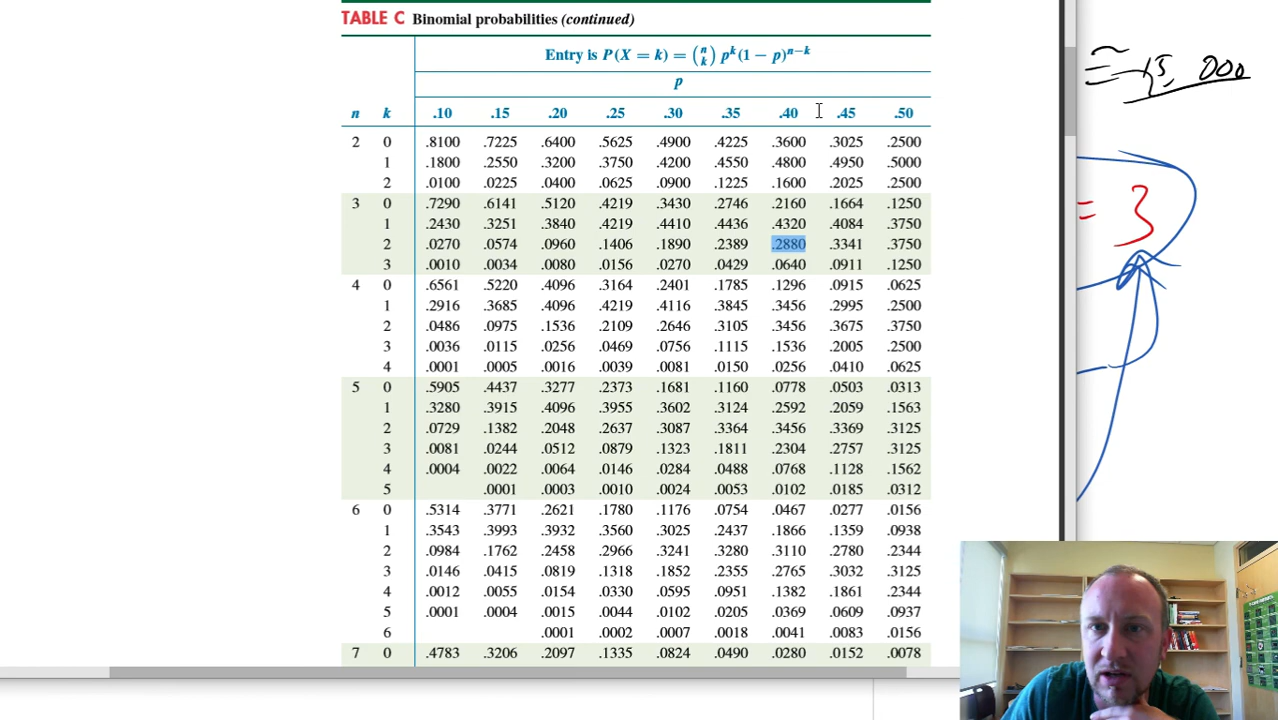 TABLE C Binomial probabilities (continued)
Entry is P(X = k) = (n k) p^k(1 − p)^n−k
p
n k .10 .15 .20 .25 .30 .35 .40 .45 .50
2 0 .8100 .7225 .6400 .5625 .4900 .4225 .3600 .3025 .2500
1 .1800 .2550 .3200 .3750 .4200 .4550 .4800 .4950 .5000
2 .0100 .0225 .0400 .0625 .0900 .1225 .1600 .2025 .2500
3 0 .7290 .6141 .5120 .4219 .3430 .2746 .2160 .1664 .1250
1 .2430 .3251 .3840 .4219 .4410 .4436 .4320 .4084 .3750
2 .0270 .0574 .0960 .1406 .1890 .2389 .2880 .3341 .3750
3 .0010 .0034 .0080 .0156 .0270 .0429 .0640 .0911 .1250
4 0 .6561 .5220 .4096 .3164 .2401 .1785 .1296 .0915 .0625
1 .2916 .3685 .4096 .4219 .4116 .3845 .3456 .2995 .2500
2 .0486 .0975 .1536 .2109 .2646 .3105 .3456 .3675 .3750
3 .0036 .0115 .0256 .0469 .0756 .1115 .1536 .2005 .2500
4 .0001 .0005 .0016 .0039 .0081 .0150 .0256 .0410 .0625
5 0 .5905 .4437 .3277 .2373 .1681 .1160 .0778 .0503 .0313
1 .3280 .3915 .4096 .3955 .3602 .3124 .2592 .2059 .1563
2 .0729 .1382 .2048 .2637 .3087 .3364 .3456 .3369 .3125
3 .0081 .0244 .0512 .0879 .1323 .1811 .2304 .2757 .3125
4 .0004 .0022 .0064 .0146 .0284 .0488 .0768 .1128 .1562
5 .0001 .0003 .0010 .0024 .0053 .0102 .0185 .0312
6 0 .5314 .3771 .2621 .1780 .1176 .0754 .0467 .0277 .0156
1 .3543 .3993 .3932 .3560 .3025 .2437 .1866 .1359 .0938
2 .0984 .1762 .2458 .2966 .3241 .3280 .3110 .2780 .2344
3 .0146 .0415 .0819 .1318 .1852 .2355 .2765 .3032 .3125
4 .0012 .0055 .0154 .0330 .0595 .0951 .1382 .1861 .2344
5 .0001 .0004 .0015 .0044 .0102 .0205 .0369 .0609 .0937
6 .0001 .0002 .0007 .0018 .0041 .0083 .0156
7 0 .4783 .3206 .2097 .1335 .0824 .0490 .0280 .0152 .0078
≅ 15,000
= 3